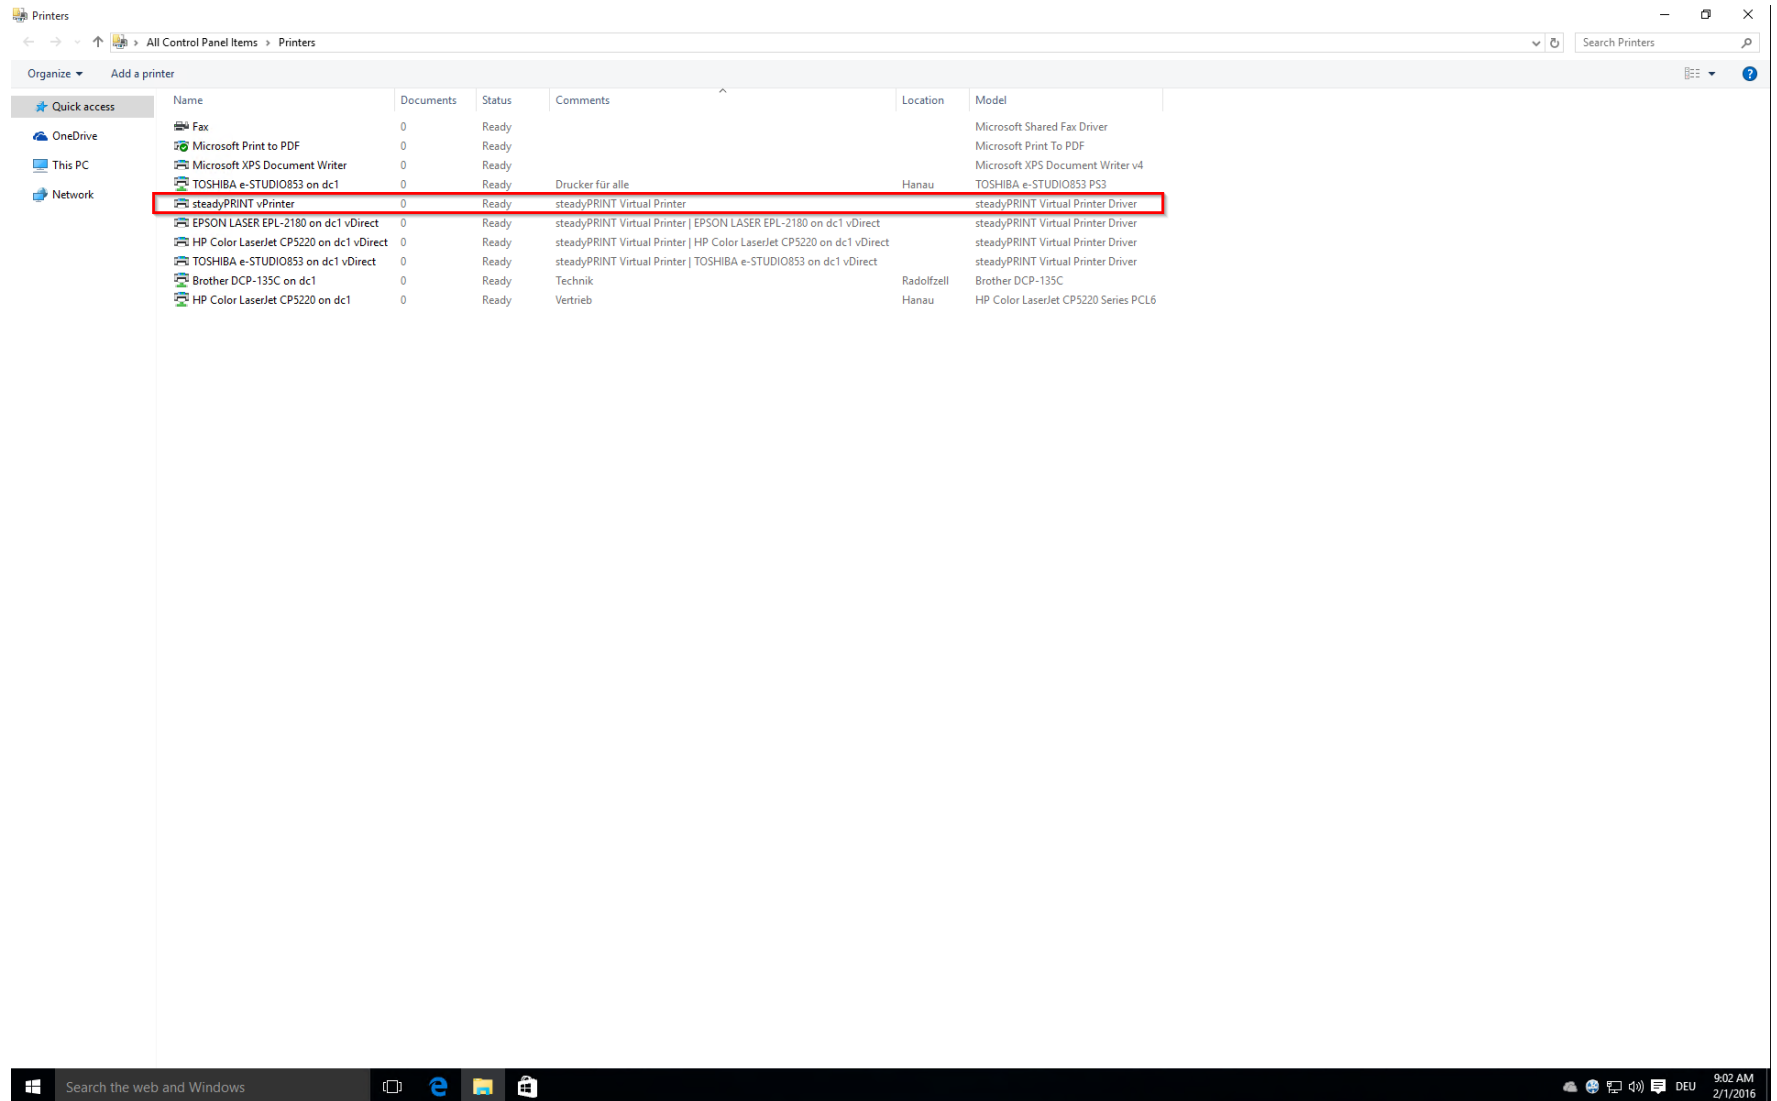 Printers
All Control Panel Items › Printers
Search Printers
Organize Add a printer
Quick access
OneDrive
This PC
Network
Name Documents Status Comments Location Model
Fax 0 Ready Microsoft Shared Fax Driver
Microsoft Print to PDF 0 Ready Microsoft Print To PDF
Microsoft XPS Document Writer 0 Ready Microsoft XPS Document Writer v4
TOSHIBA e-STUDIO853 on dc1 0 Ready Drucker für alle Hanau TOSHIBA e-STUDIO853 PS3
steadyPRINT vPrinter 0 Ready steadyPRINT Virtual Printer steadyPRINT Virtual Printer Driver
EPSON LASER EPL-2180 on dc1 vDirect 0 Ready steadyPRINT Virtual Printer | EPSON LASER EPL-2180 on dc1 vDirect steadyPRINT Virtual Printer Driver
HP Color LaserJet CP5220 on dc1 vDirect 0 Ready steadyPRINT Virtual Printer | HP Color LaserJet CP5220 on dc1 vDirect steadyPRINT Virtual Printer Driver
TOSHIBA e-STUDIO853 on dc1 vDirect 0 Ready steadyPRINT Virtual Printer | TOSHIBA e-STUDIO853 on dc1 vDirect steadyPRINT Virtual Printer Driver
Brother DCP-135C on dc1 0 Ready Technik Radolfzell Brother DCP-135C
HP Color LaserJet CP5220 on dc1 0 Ready Vertrieb Hanau HP Color LaserJet CP5220 Series PCL6
Search the web and Windows
DEU
9:02 AM
2/1/2016